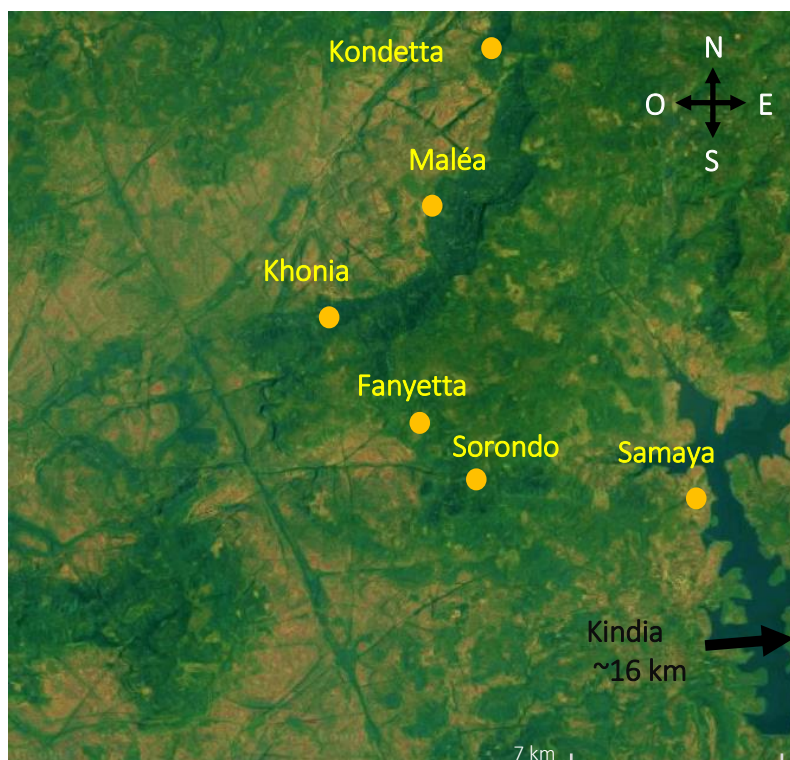 Kondetta
N
O
E
S
Maléa
Khonia
Fanyetta
Sorondo
Samaya
Kindia
~16 km
7 km